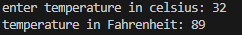 enter temperature in celsius: 32
temperature in Fahrenheit: 89